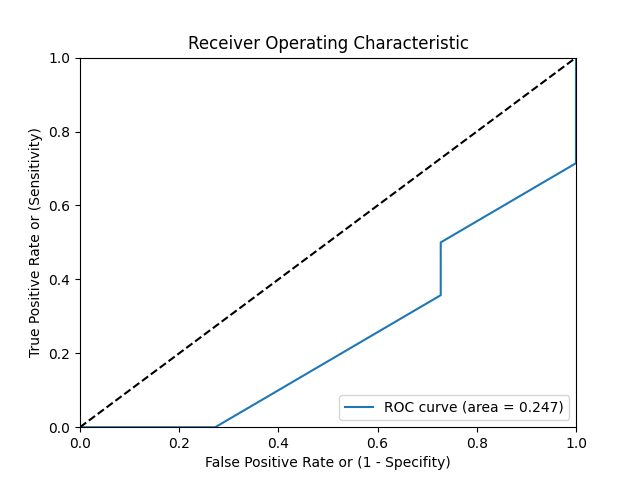 Receiver Operating Characteristic
True Positive Rate or (Sensitivity)
1.0
0.8
0.6
0.4
0.2
0.0
ROC curve (area = 0.247)
0.0 0.2 0.4 0.6 0.8 1.0
False Positive Rate or (1 - Specifity)